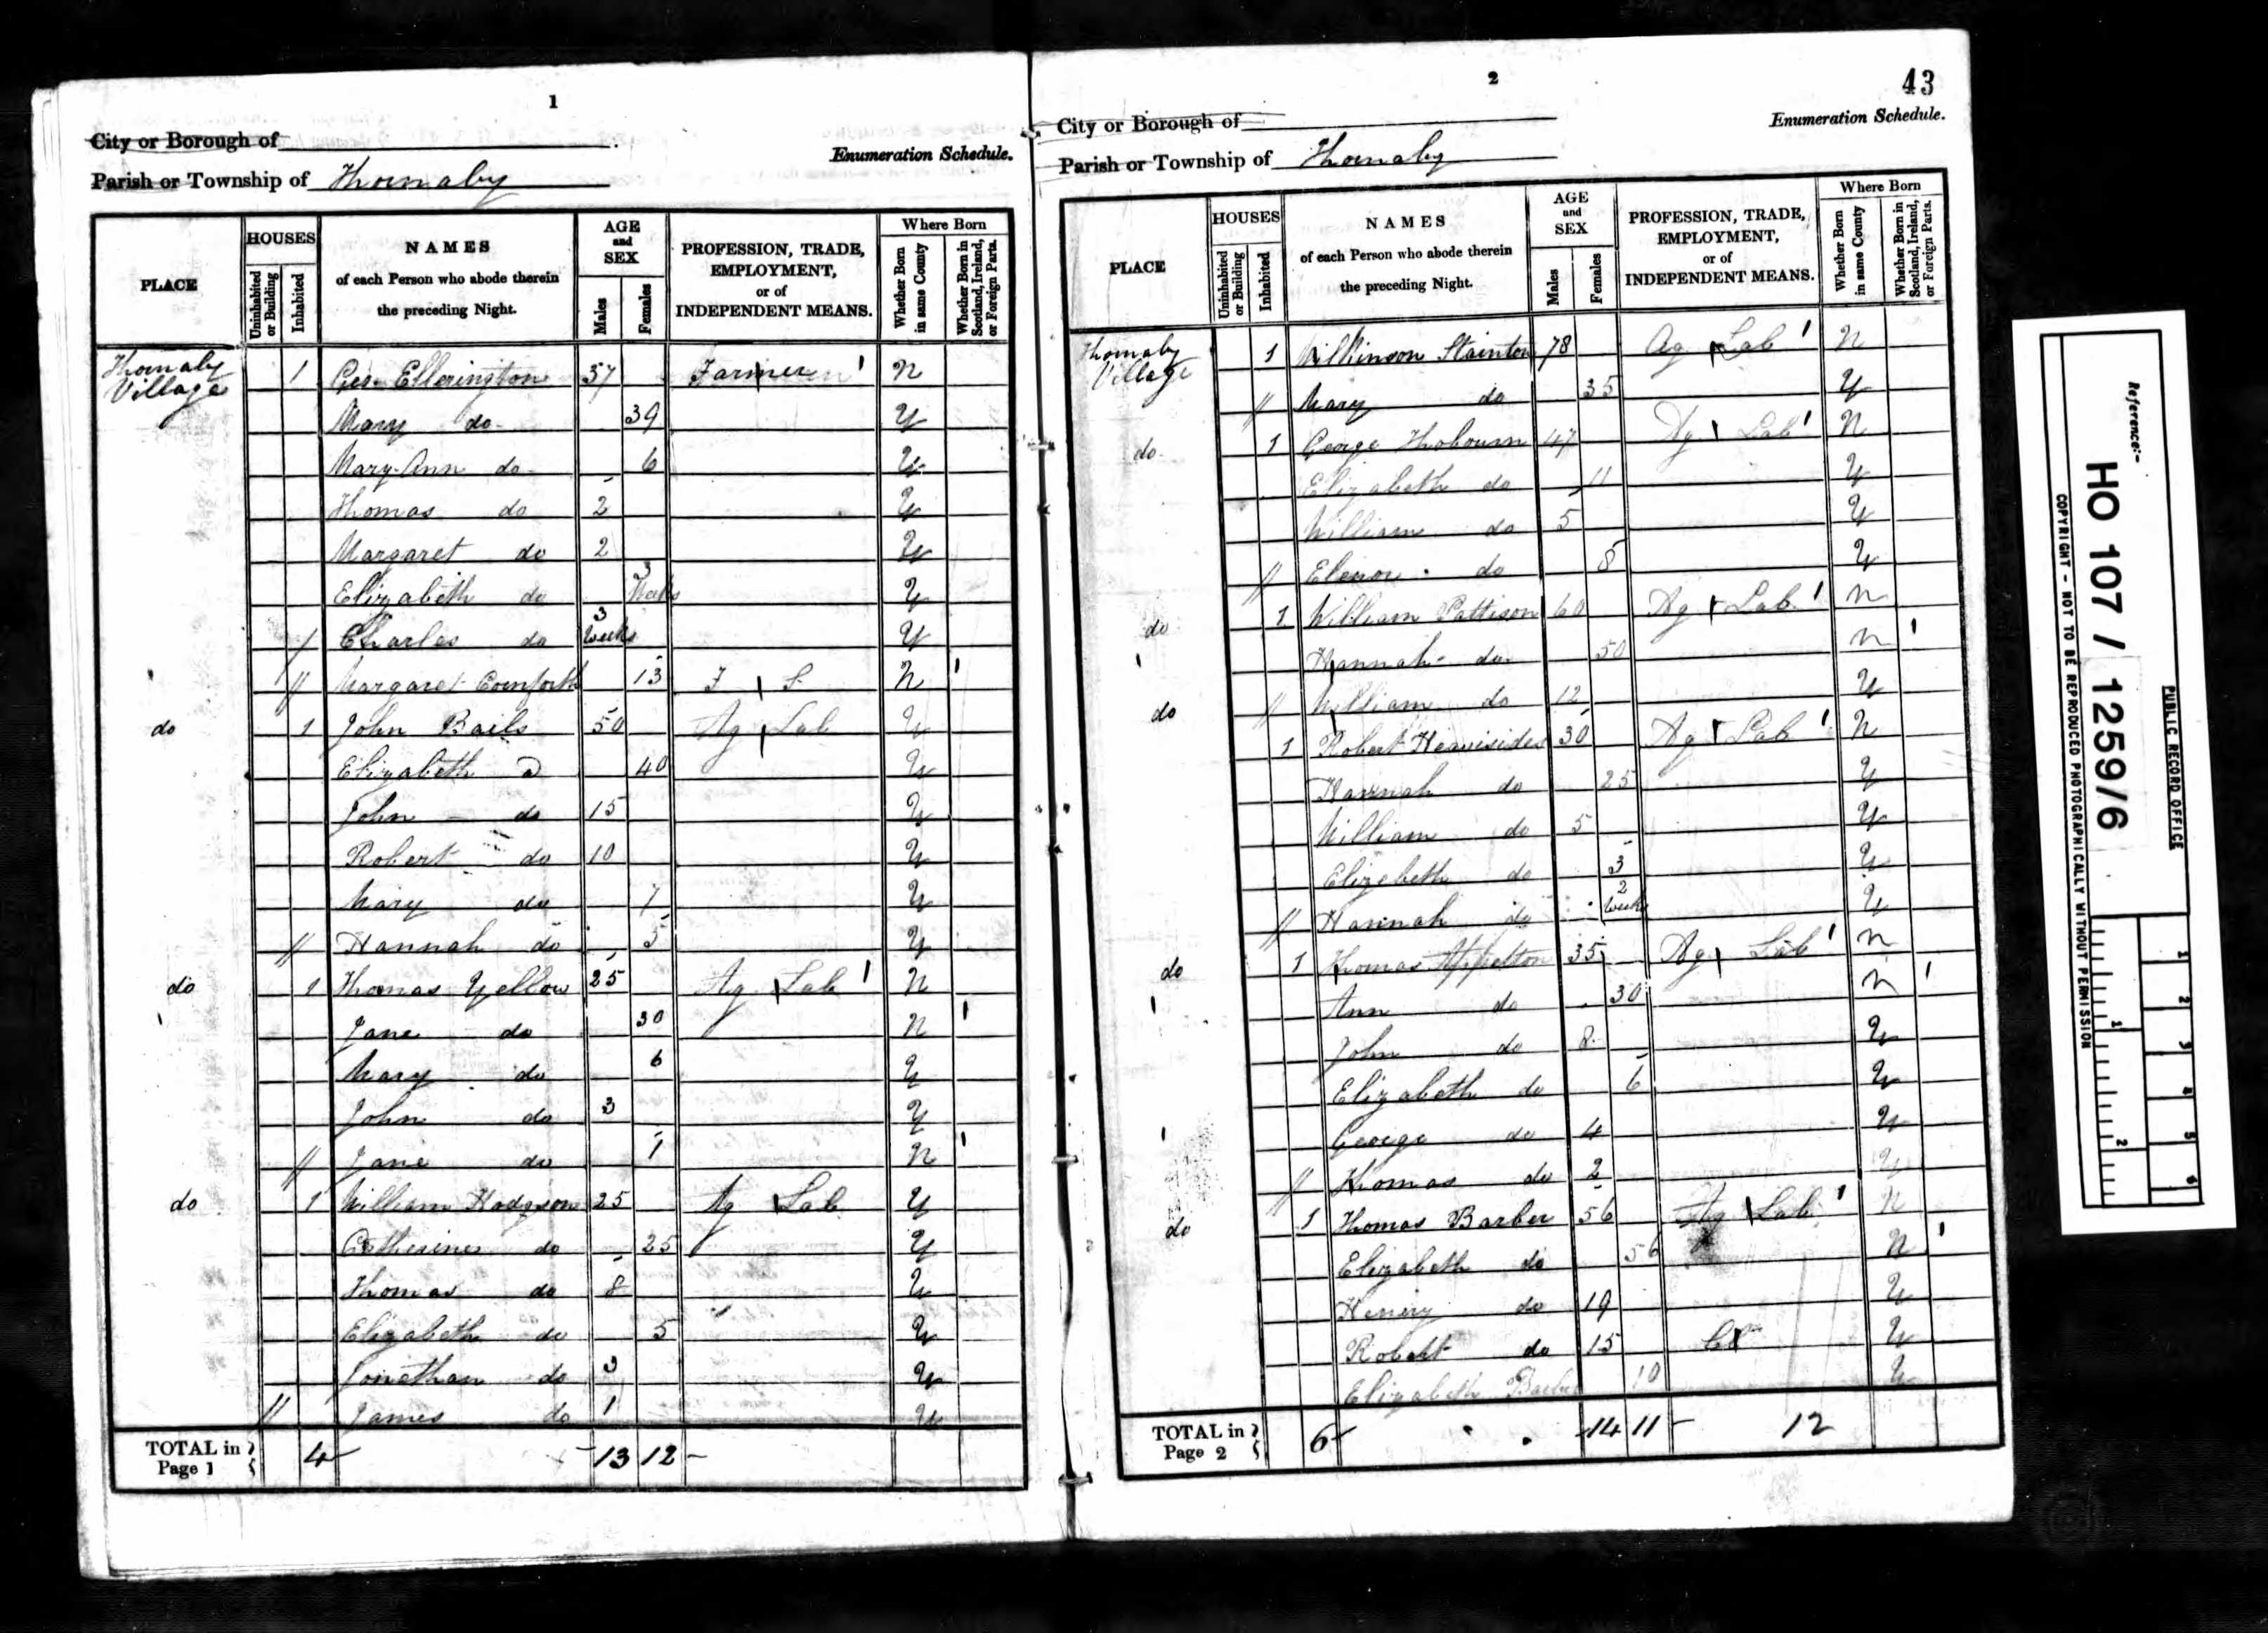 1
City or Borough of
Enumeration Schedule.
Parish or Township of Thornaby
PLACE
HOUSES
Uninhabited or Building
Inhabited
NAMES
of each Person who abode therein
the preceding Night.
AGE
and
SEX
Males
Females
PROFESSION, TRADE,
EMPLOYMENT,
or of
INDEPENDENT MEANS.
Where Born
Whether Born in same County
Whether Born in Scotland, Ireland, or Foreign Parts.
Thornaby Village 1 Geo Ellerington 37 Farmer N
Mary do 39 Y
Mary Ann do 6 Y
Thomas do 2 Y
Margaret do 2 Y
Elizabeth do 3 Weeks Y
Charles do 3 Weeks Y
Margaret Cornforth 13 F S N
do 1 John Bails 50 Ag Lab Y
Elizabeth do 40 Y
John do 15 Y
Robert do 10 Y
Mary do 7 Y
Hannah do 5 Y
do 1 Thomas Yellow 25 Ag Lab N
Jane do 30 N
Mary do 6 Y
John do 3 Y
Jane do 1 N
do 1 William Hodgson 25 Ag Lab Y
Catherine do 25 Y
Thomas do 8 Y
Elizabeth do 5 Y
Jonathan do 3 Y
James do 1 Y
TOTAL in Page 1 4 13 12
2
43
City or Borough of
Enumeration Schedule.
Parish or Township of Thornaby
PLACE
HOUSES
Uninhabited or Building
Inhabited
NAMES
of each Person who abode therein
the preceding Night.
AGE
and
SEX
Males
Females
PROFESSION, TRADE,
EMPLOYMENT,
or of
INDEPENDENT MEANS.
Where Born
Whether Born in same County
Whether Born in Scotland, Ireland, or Foreign Parts.
Thornaby Village 1 Wilkinson Stainton 78 Ag Lab N
Mary do 35 Y
do 1 George Thobourn 47 Ag Lab N
Elizabeth do 11 Y
William do 5 Y
Elenor do 8 Y
do 1 William Pattison 60 Ag Lab N
Hannah do 50 N
do William do 12 Y
1 Robert Heavisides 30 Ag Lab N
Hannah do 25 Y
William do 5 Y
Elizebeth do 3 Y
Hannah do 2 Weeks Y
do 1 Thomas Appelton 35 Ag Lab N
Ann do 30 N
John do 8 Y
Elizabeth do 6 Y
George do 4 Y
Thomas do 2 Y
do 1 Thomas Barber 56 Ag Lab N
Elizabeth do 56 N
Henry do 19 Y
Robert do 15 Y
Elizabeth Barber 10 Y
TOTAL in Page 2 6 14 11 12
Reference:-
HO 107 / 1259/6
PUBLIC RECORD OFFICE
COPYRIGHT - NOT TO BE REPRODUCED PHOTOGRAPHICALLY WITHOUT PERMISSION
1 2
1 2 3 4 5 6